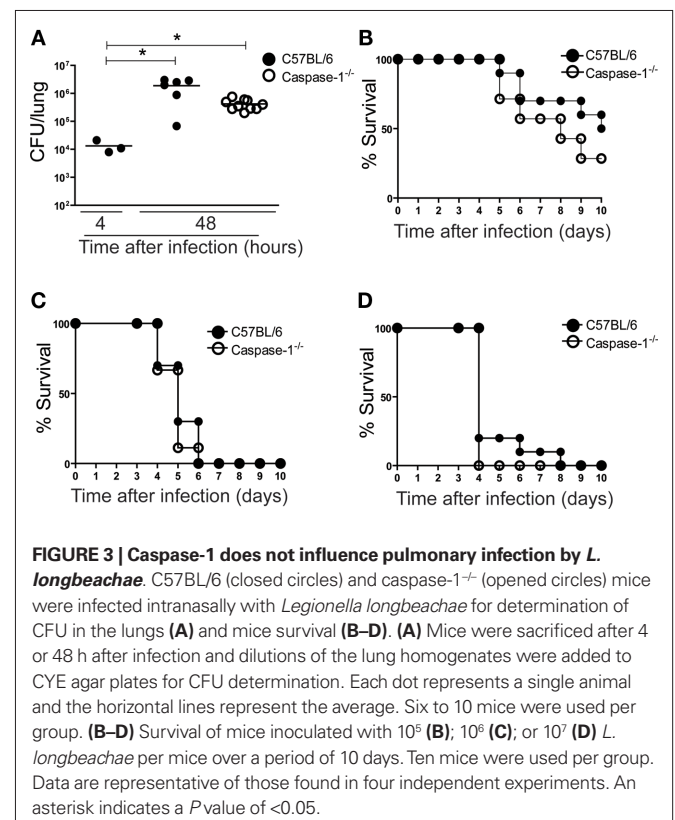 A
*
*
C57BL/6
Caspase-1-/-
CFU/lung
10⁷
10⁶
10⁵
10⁴
10³
10²
4
48
Time after infection (hours)
B
C57BL/6
Caspase-1-/-
% Survival
100
50
0
0 1 2 3 4 5 6 7 8 9 10
Time after infection (days)
C
C57BL/6
Caspase-1-/-
% Survival
100
50
0
0 1 2 3 4 5 6 7 8 9 10
Time after infection (days)
D
C57BL/6
Caspase-1-/-
% Survival
100
50
0
0 1 2 3 4 5 6 7 8 9 10
Time after infection (days)
FIGURE 3 | Caspase-1 does not influence pulmonary infection by L.
longbeachae. C57BL/6 (closed circles) and caspase-1−/− (opened circles) mice
were infected intranasally with Legionella longbeachae for determination of
CFU in the lungs (A) and mice survival (B–D). (A) Mice were sacrificed after 4
or 48 h after infection and dilutions of the lung homogenates were added to
CYE agar plates for CFU determination. Each dot represents a single animal
and the horizontal lines represent the average. Six to 10 mice were used per
group. (B–D) Survival of mice inoculated with 10⁵ (B); 10⁶ (C); or 10⁷ (D) L.
longbeachae per mice over a period of 10 days. Ten mice were used per group.
Data are representative of those found in four independent experiments. An
asterisk indicates a P value of <0.05.